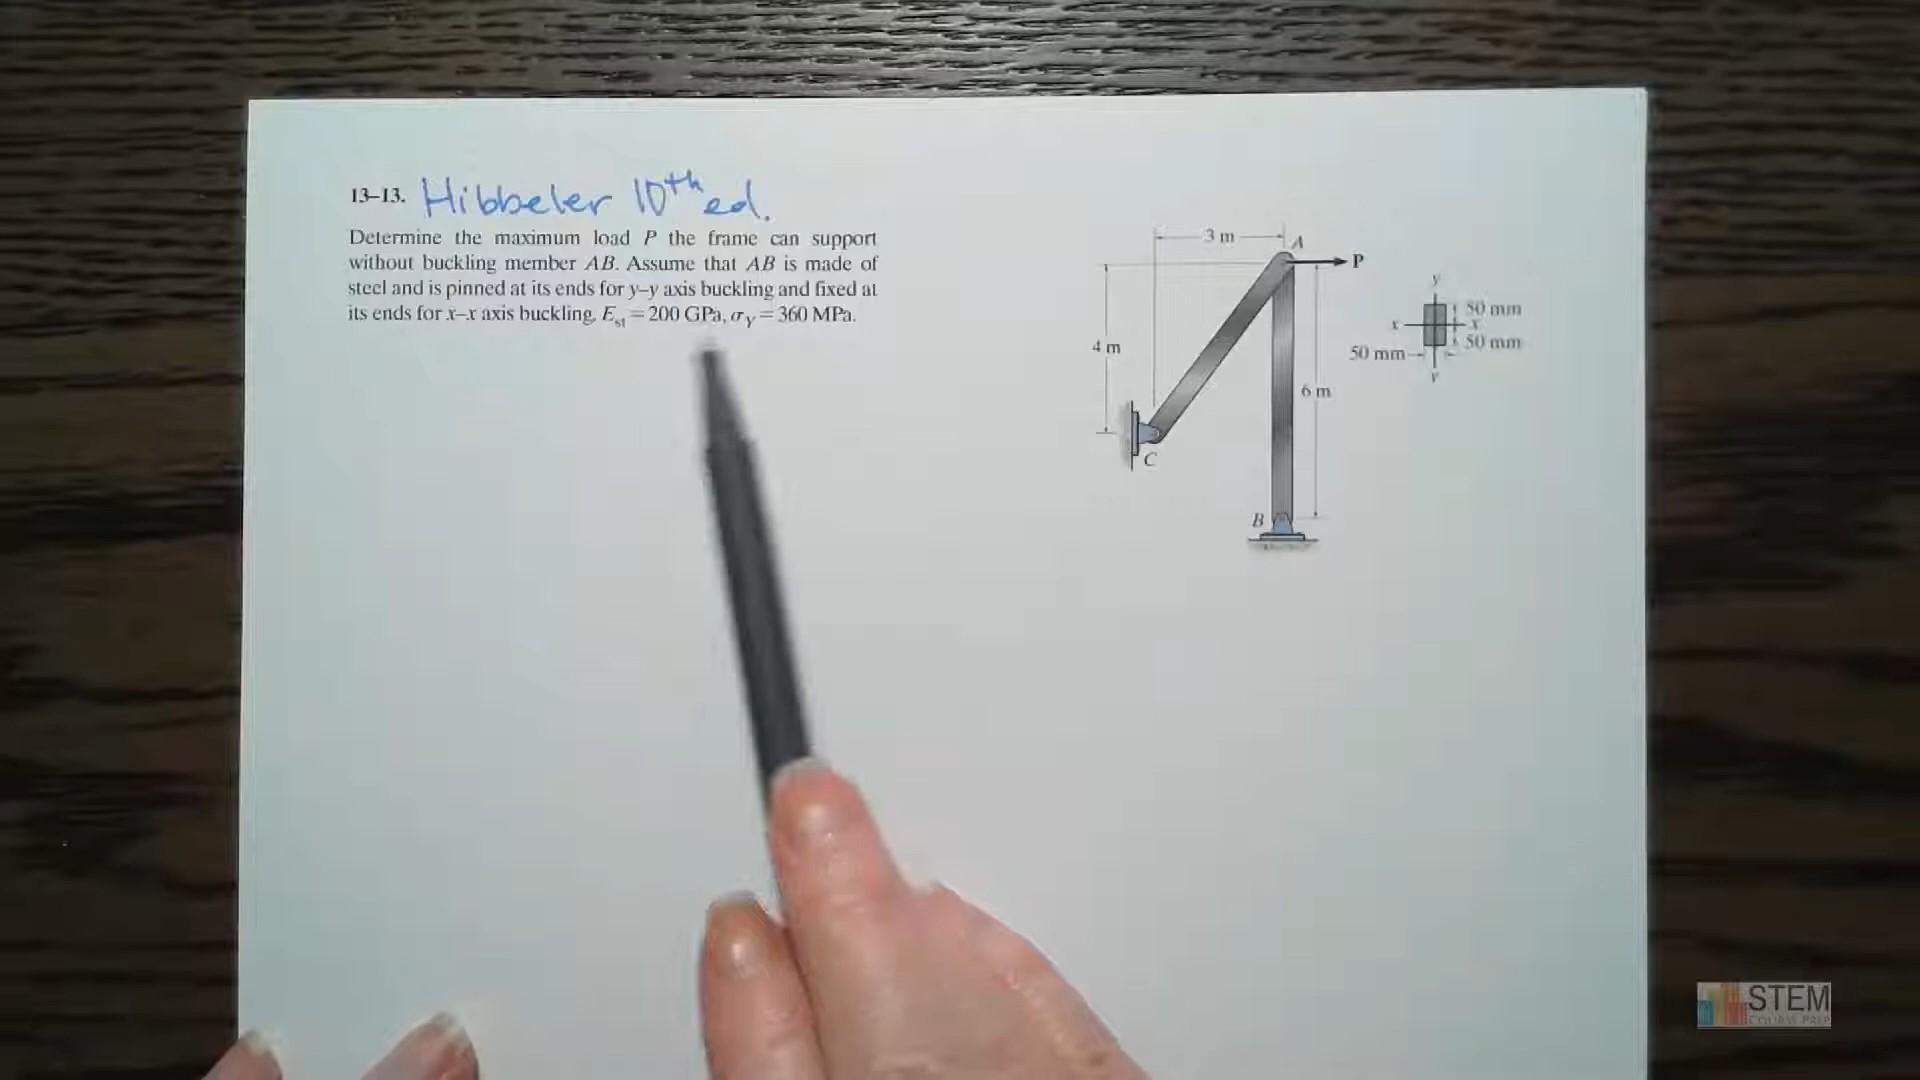 13–13. Hibbeler 10th ed.
Determine the maximum load P the frame can support
without buckling member AB. Assume that AB is made of
steel and is pinned at its ends for y–y axis buckling and fixed at
its ends for x–x axis buckling. Est = 200 GPa, σY = 360 MPa.
3 m
A
P
4 m
6 m
C
B
y
50 mm
x
x
50 mm
50 mm
y
STEM
COURSE PREP